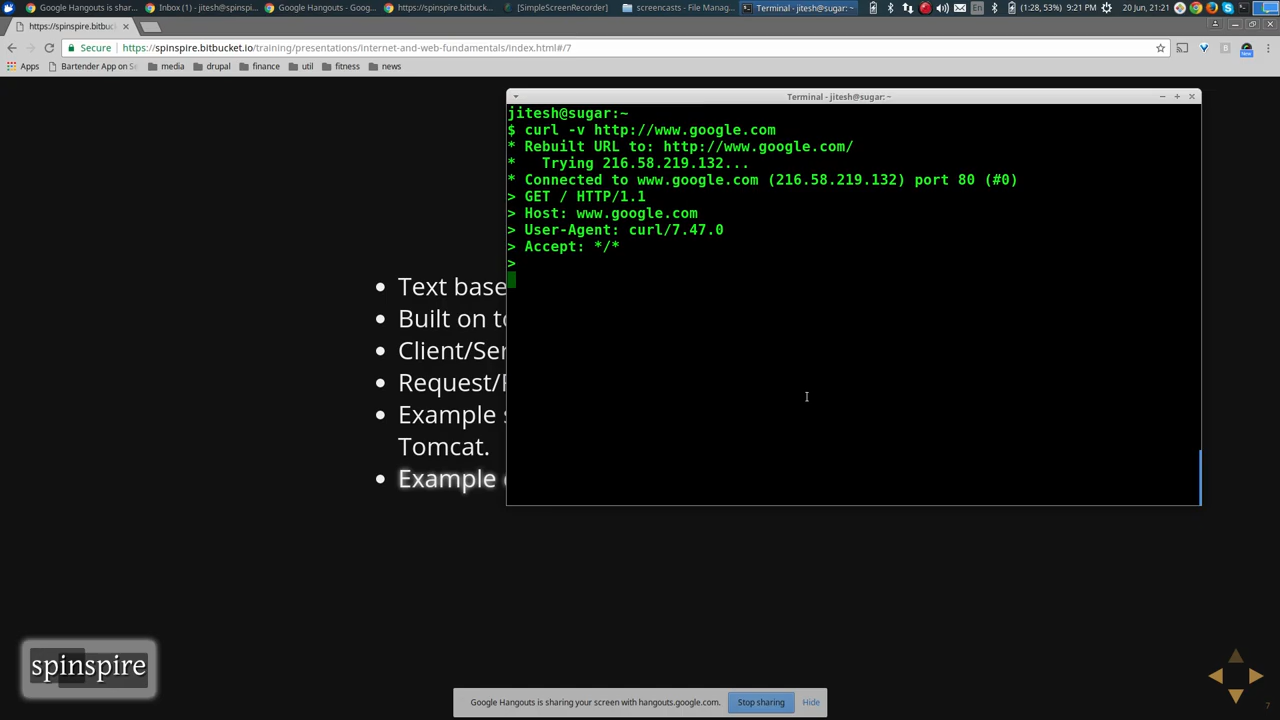 Google Hangouts is shar...
Inbox (1) - jitesh@spinspi...
Google Hangouts - Goog...
https://spinspire.bitbuck...
[SimpleScreenRecorder]
screencasts - File Manag...
Terminal - jitesh@sugar: ~
En
(1:28, 53%)
9:21 PM
20 Jun, 21:21
https://spinspire.bitbuck
Secure
https://spinspire.bitbucket.io/training/presentations/internet-and-web-fundamentals/index.html#/7
Apps
Bartender App on S
media
drupal
finance
util
fitness
news
Terminal - jitesh@sugar: ~
jitesh@sugar:~
$ curl -v http://www.google.com
* Rebuilt URL to: http://www.google.com/
*   Trying 216.58.219.132...
* Connected to www.google.com (216.58.219.132) port 80 (#0)
> GET / HTTP/1.1
> Host: www.google.com
> User-Agent: curl/7.47.0
> Accept: */*
>
• Text base
• Built on to
• Client/Ser
• Request/
• Example s
Tomcat.
• Example
spinspire
Google Hangouts is sharing your screen with hangouts.google.com.
Stop sharing
Hide
7